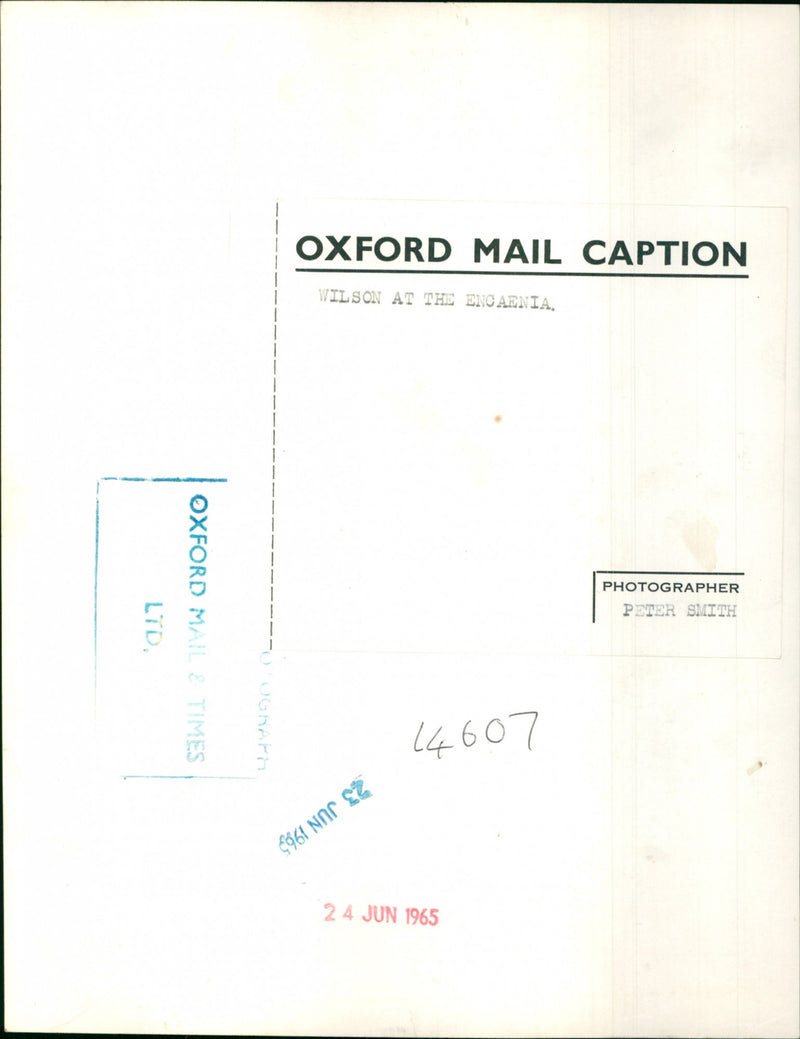 OXFORD MAIL CAPTION
WILSON AT THE ENCAENIA.
PHOTOGRAPHER
PETER SMITH
OXFORD MAIL & TIMES
LTD.
14607
23 JUN 1965
24 JUN 1965